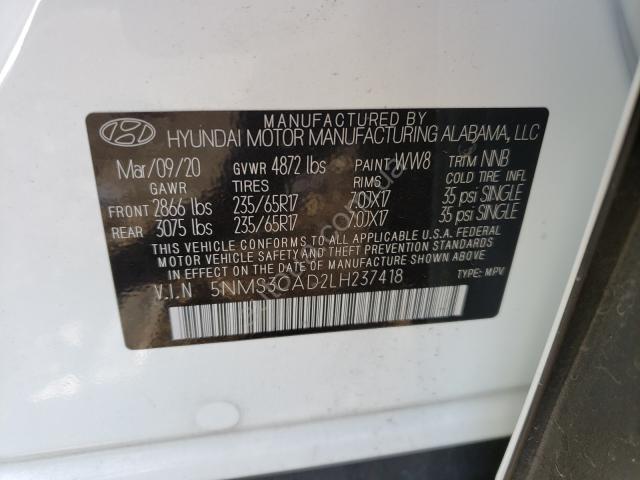 MANUFACTURED BY
HYUNDAI MOTOR MANUFACTURING ALABAMA, LLC
Mar/09/20 GVWR 4872 lbs PAINT WW8 TRIM NNB
GAWR TIRES RIMS COLD TIRE INFL
FRONT 2866 lbs 235/65R17 7.0JX17 35 psi SINGLE
REAR 3075 lbs 235/65R17 7.0JX17 35 psi SINGLE
THIS VEHICLE CONFORMS TO ALL APPLICABLE U.S.A. FEDERAL
MOTOR VEHICLE SAFETY AND THEFT PREVENTION STANDARDS
IN EFFECT ON THE DATE OF MANUFACTURE SHOWN ABOVE.
V.I.N 5NMS3CAD2LH237418 TYPE: MPV